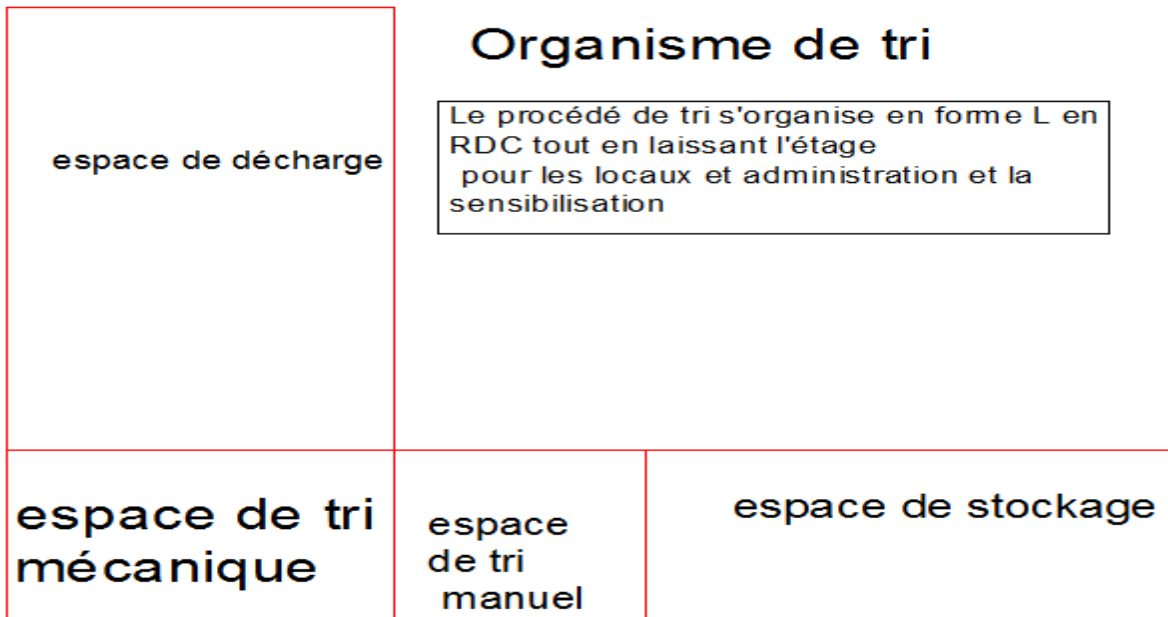 Organisme de tri
Le procédé de tri s'organise en forme L en
RDC tout en laissant l'étage
pour les locaux et administration et la
sensibilisation
espace de décharge
espace de tri
mécanique
espace
de tri
manuel
espace de stockage